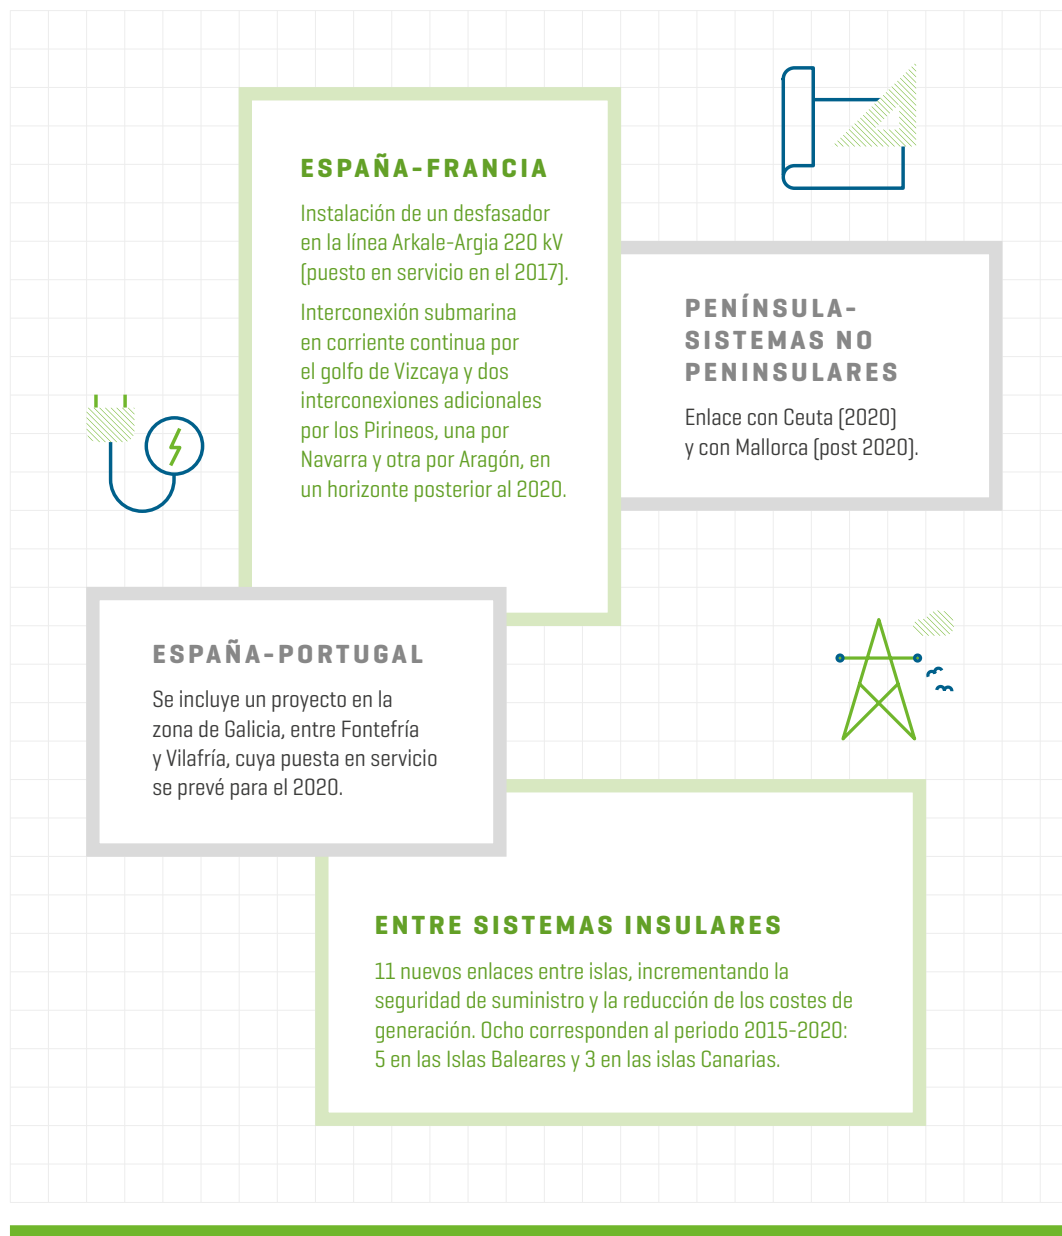 ESPAÑA-FRANCIA
Instalación de un desfasador
en la línea Arkale-Argia 220 kV
(puesto en servicio en el 2017).
Interconexión submarina
en corriente continua por
el golfo de Vizcaya y dos
interconexiones adicionales
por los Pirineos, una por
Navarra y otra por Aragón, en
un horizonte posterior al 2020.
PENÍNSULA-
SISTEMAS NO
PENINSULARES
Enlace con Ceuta (2020)
y con Mallorca (post 2020).
ESPAÑA-PORTUGAL
Se incluye un proyecto en la
zona de Galicia, entre Fontefría
y Vilafría, cuya puesta en servicio
se prevé para el 2020.
ENTRE SISTEMAS INSULARES
11 nuevos enlaces entre islas, incrementando la
seguridad de suministro y la reducción de los costes de
generación. Ocho corresponden al periodo 2015-2020:
5 en las Islas Baleares y 3 en las islas Canarias.